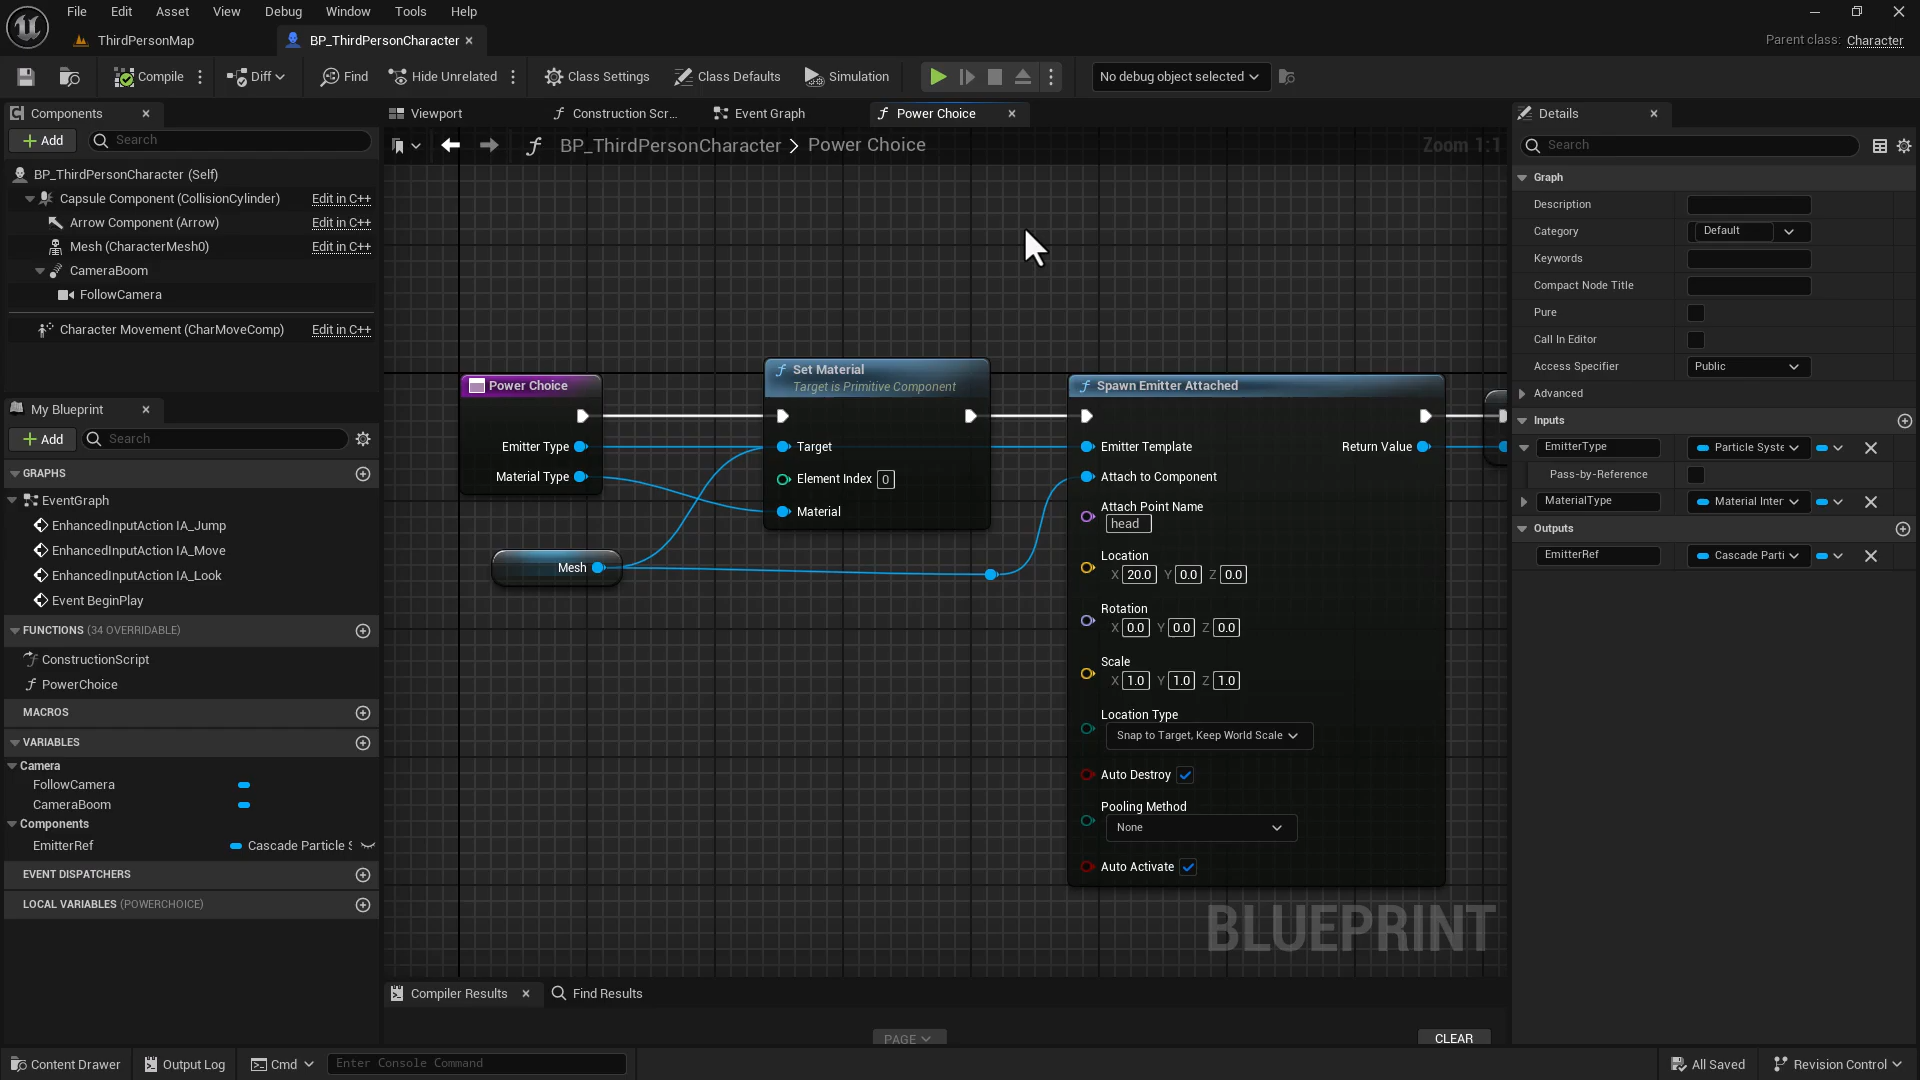 File Edit Asset View Debug Window Tools Help
ThirdPersonMap
BP_ThirdPersonCharacter
Parent class: Character
Compile
Diff
Find
Hide Unrelated
Class Settings
Class Defaults
Simulation
No debug object selected
Components
Add
Search
BP_ThirdPersonCharacter (Self)
Capsule Component (CollisionCylinder) Edit in C++
Arrow Component (Arrow) Edit in C++
Mesh (CharacterMesh0) Edit in C++
CameraBoom
FollowCamera
Character Movement (CharMoveComp) Edit in C++
My Blueprint
Add
Search
GRAPHS
EventGraph
EnhancedInputAction IA_Jump
EnhancedInputAction IA_Move
EnhancedInputAction IA_Look
Event BeginPlay
FUNCTIONS (34 OVERRIDABLE)
ConstructionScript
PowerChoice
MACROS
VARIABLES
Camera
FollowCamera
CameraBoom
Components
EmitterRef Cascade Particle S
EVENT DISPATCHERS
LOCAL VARIABLES (POWERCHOICE)
Viewport
Construction Scr...
Event Graph
Power Choice
BP_ThirdPersonCharacter > Power Choice
Zoom 1:1
Power Choice
Emitter Type
Material Type
Mesh
Set Material
Target is Primitive Component
Target
Element Index 0
Material
Spawn Emitter Attached
Emitter Template
Return Value
Attach to Component
Attach Point Name
head
Location
X 20.0 Y 0.0 Z 0.0
Rotation
X 0.0 Y 0.0 Z 0.0
Scale
X 1.0 Y 1.0 Z 1.0
Location Type
Snap to Target, Keep World Scale
Auto Destroy
Pooling Method
None
Auto Activate
BLUEPRINT
Compiler Results
Find Results
PAGE
CLEAR
Details
Search
Graph
Description
Category Default
Keywords
Compact Node Title
Pure
Call In Editor
Access Specifier Public
Advanced
Inputs
EmitterType Particle Syste
Pass-by-Reference
MaterialType Material Inter
Outputs
EmitterRef Cascade Parti
Content Drawer
Output Log
Cmd
Enter Console Command
All Saved
Revision Control